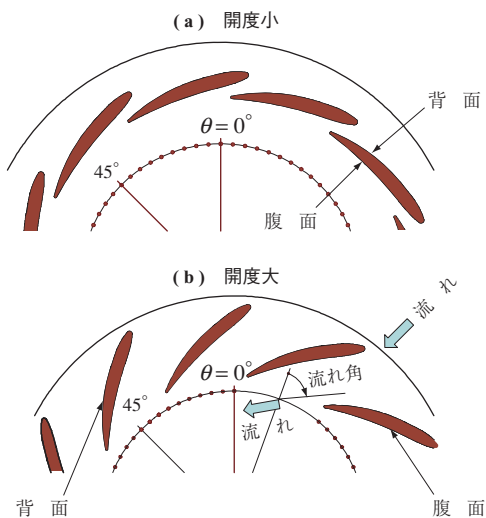 (a) 開度小
背 面
θ=0°
45°
腹 面
(b) 開度大
流 れ
θ=0°
流れ角
45°
流 れ
背 面
腹 面